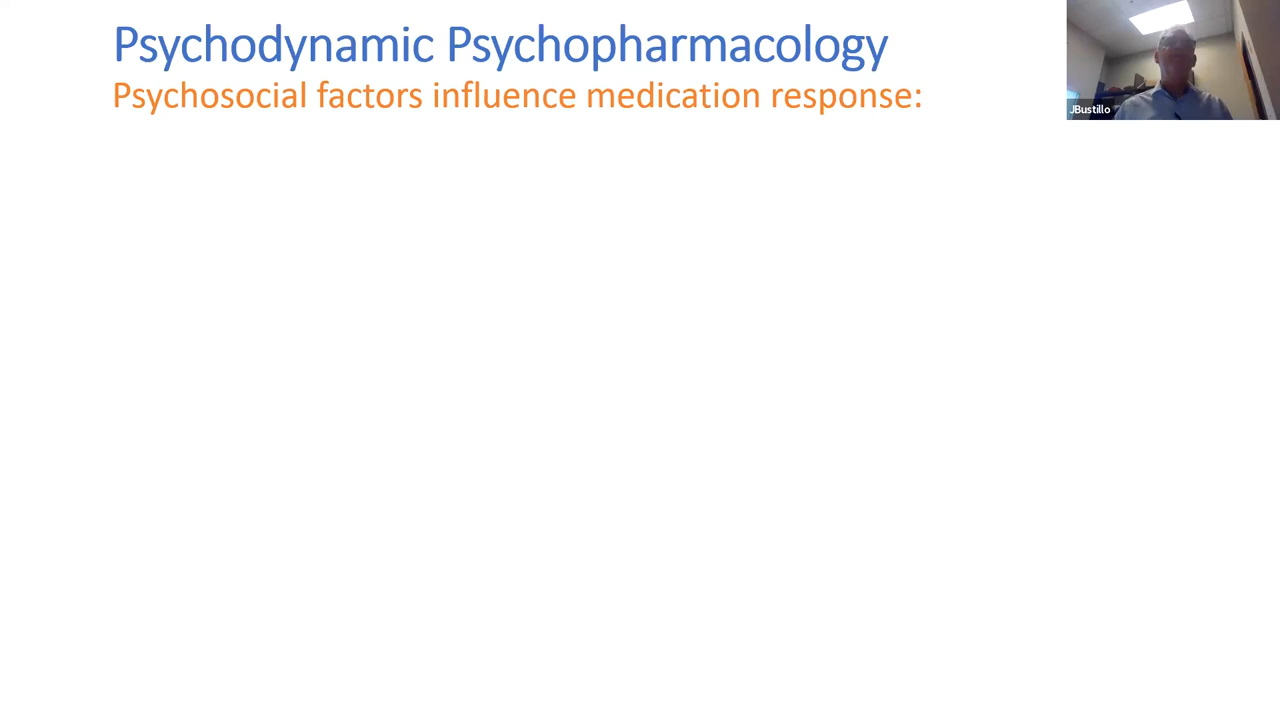 Psychodynamic Psychopharmacology
Psychosocial factors influence medication response:
JBustillo